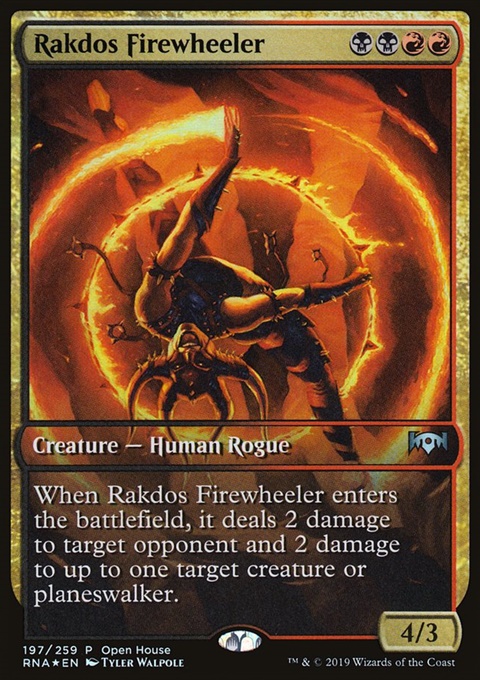 Rakdos Firewheeler
Creature — Human Rogue
When Rakdos Firewheeler enters
the battlefield, it deals 2 damage
to target opponent and 2 damage
to up to one target creature or
planeswalker.
4/3
197/259 P Open House
RNA★EN Tyler Walpole
™ & © 2019 Wizards of the Coast